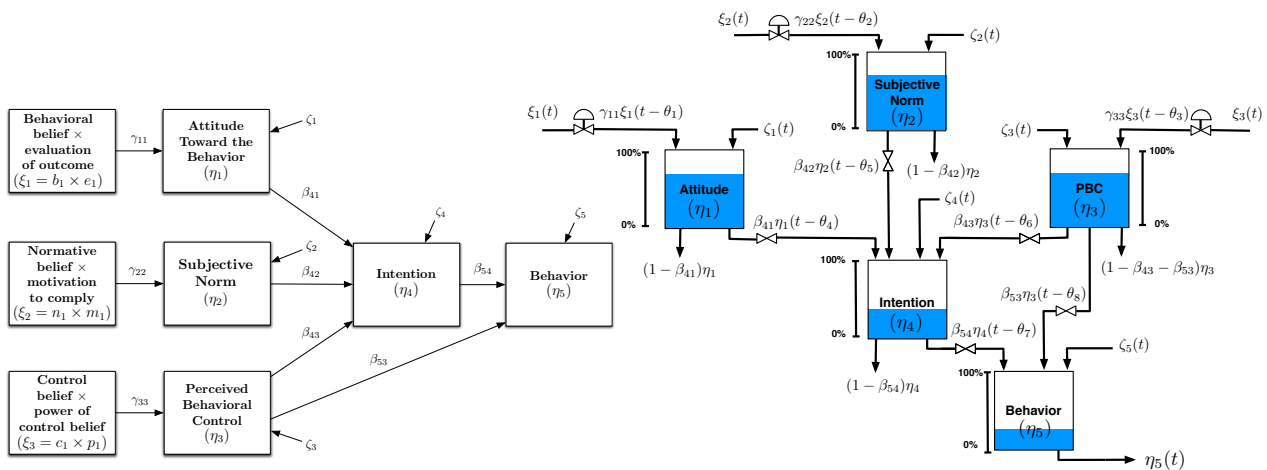 Behavioral
belief ×
evaluation
of outcome
(ξ₁ = b₁ × e₁)
γ₁₁
Attitude
Toward the
Behavior
(η₁)
ζ₁
β₄₁
Normative
belief ×
motivation
to comply
(ξ₂ = n₁ × m₁)
γ₂₂
Subjective
Norm
(η₂)
ζ₂
β₄₂
Control
belief ×
power of
control belief
(ξ₃ = c₁ × p₁)
γ₃₃
Perceived
Behavioral
Control
(η₃)
ζ₃
β₄₃
β₅₃
ζ₄
Intention
(η₄)
β₅₄
ζ₅
Behavior
(η₅)
ξ₂(t)
γ₂₂ξ₂(t − θ₂)
ζ₂(t)
100%
0%
Subjective
Norm
(η₂)
β₄₂η₂(t − θ₅)
(1 − β₄₂)η₂
ξ₁(t)
γ₁₁ξ₁(t − θ₁)
ζ₁(t)
100%
0%
Attitude
(η₁)
β₄₁η₁(t − θ₄)
(1 − β₄₁)η₁
ζ₃(t)
γ₃₃ξ₃(t − θ₃)
ξ₃(t)
100%
0%
PBC
(η₃)
β₄₃η₃(t − θ₆)
(1 − β₄₃ − β₅₃)η₃
β₅₃η₃(t − θ₈)
ζ₄(t)
100%
0%
Intention
(η₄)
β₅₄η₄(t − θ₇)
(1 − β₅₄)η₄
ζ₅(t)
100%
0%
Behavior
(η₅)
η₅(t)